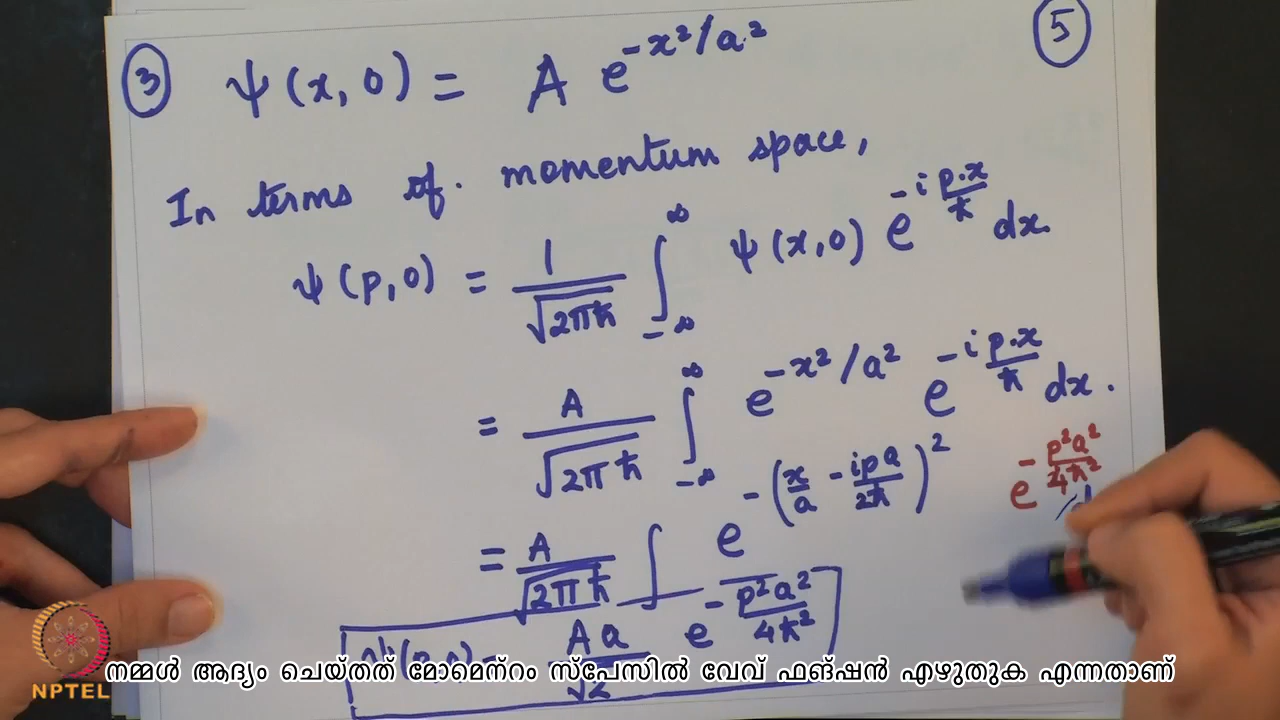 ③ ψ(x, 0) = A e^{-x²/a²} ⑤
In terms of momentum space,
ψ(p, 0) = 1/√(2πℏ) ∫_{-∞}^{∞} ψ(x, 0) e^{-i p·x/ℏ} dx.
= A/√(2πℏ) ∫_{-∞}^{∞} e^{-x²/a²} e^{-i p·x/ℏ} dx.
= A/√(2πℏ) ∫ e^{-(x/a - ipa/2ℏ)²} e^{-p²a²/4ℏ²}
Aa/√2 e^{-p²a²/4ℏ²}
നമ്മൾ ആദ്യം ചെയ്തത് മോമെന്റം സ്പേസിൽ വേവ് ഫങ്ഷൻ എഴുതുക എന്നതാണ്
NPTEL